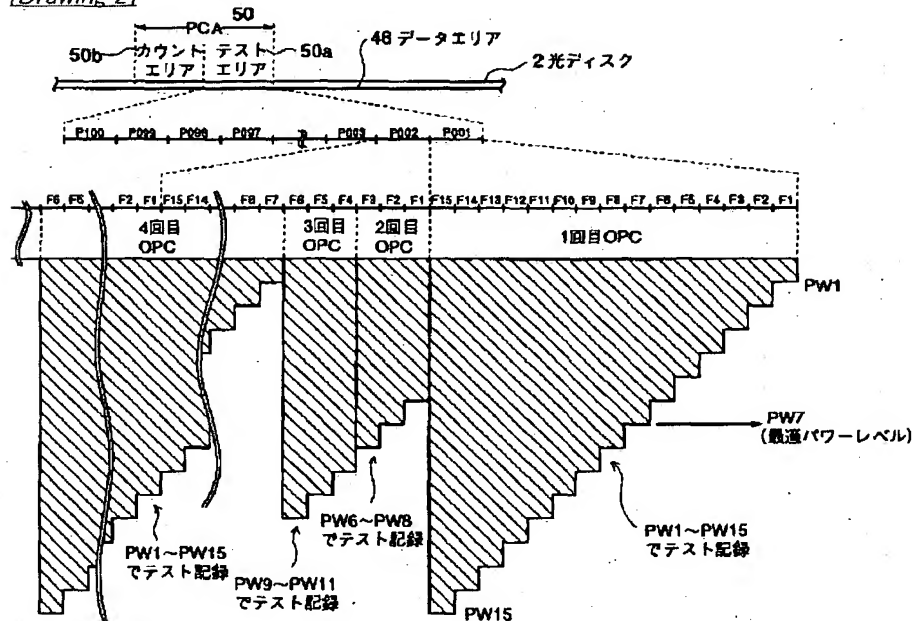 [Drawing 2]
PCA 50
50b カウント エリア テスト エリア 50a
48 データエリア
2 光ディスク
P100 P099 P098 P097 P003 P002 P001
F6 F5 F2 F1 F15 F14 F8 F7 F6 F5 F4 F3 F2 F1 F15 F14 F13 F12 F11 F10 F9 F8 F7 F6 F5 F4 F3 F2 F1
4回目 OPC
3回目 OPC
2回目 OPC
1回目OPC
PW1
PW7
(最適パワーレベル)
PW6~PW8
でテスト記録
PW1~PW15
でテスト記録
PW1~PW15
でテスト記録
PW9~PW11
でテスト記録
PW15